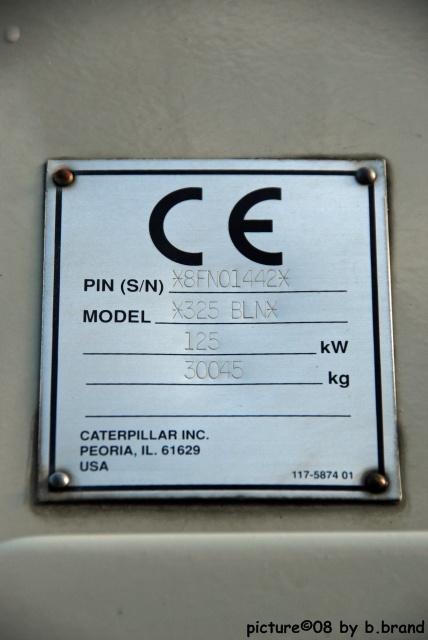 CE
PIN (S/N) *8FN01442*
MODEL *325 BLN*
125 kW
30045 kg
CATERPILLAR INC.
PEORIA, IL. 61629
USA
117-5874 01
picture©08 by b.brand